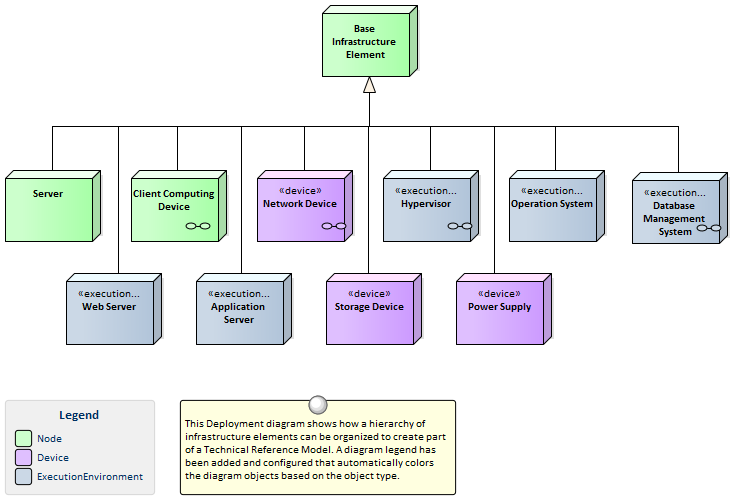 Base
Infrastructure
Element
Server
Client Computing
Device
«device»
Network Device
«execution...
Hypervisor
«execution...
Operation System
«execution...
Database
Management
System
«execution...
Web Server
«execution...
Application
Server
«device»
Storage Device
«device»
Power Supply
Legend
Node
Device
ExecutionEnvironment
This Deployment diagram shows how a hierarchy of
infrastructure elements can be organized to create part
of a Technical Reference Model. A diagram legend has
been added and configured that automatically colors
the diagram objects based on the object type.